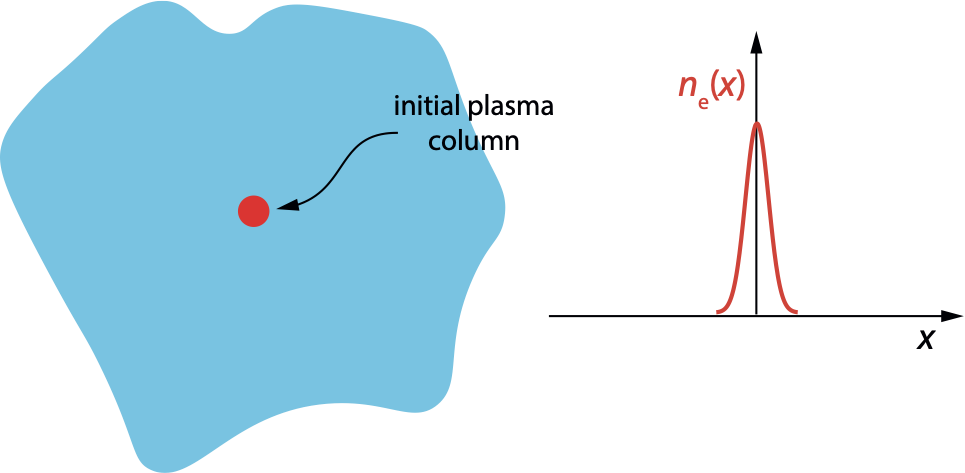 initial plasma
column
nₑ(x)
x